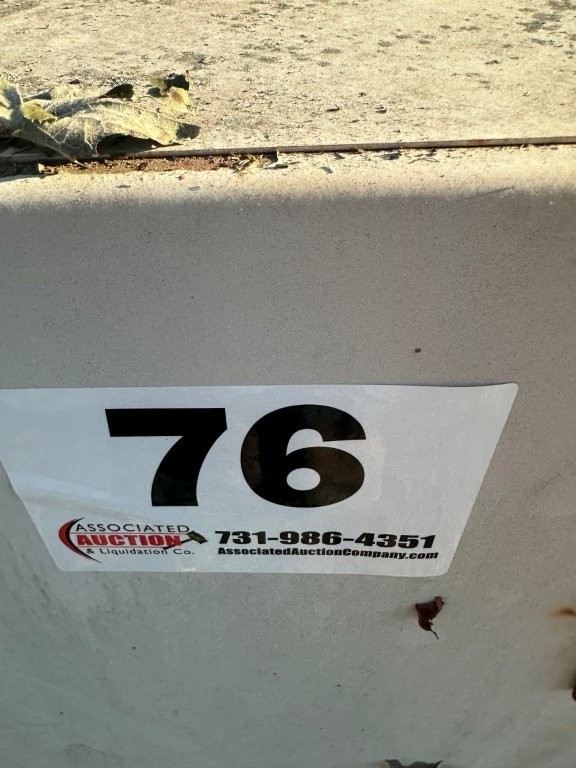 76
ASSOCIATED
AUCTION
& Liquidation Co.
731-986-4351
AssociatedAuctionCompany.com